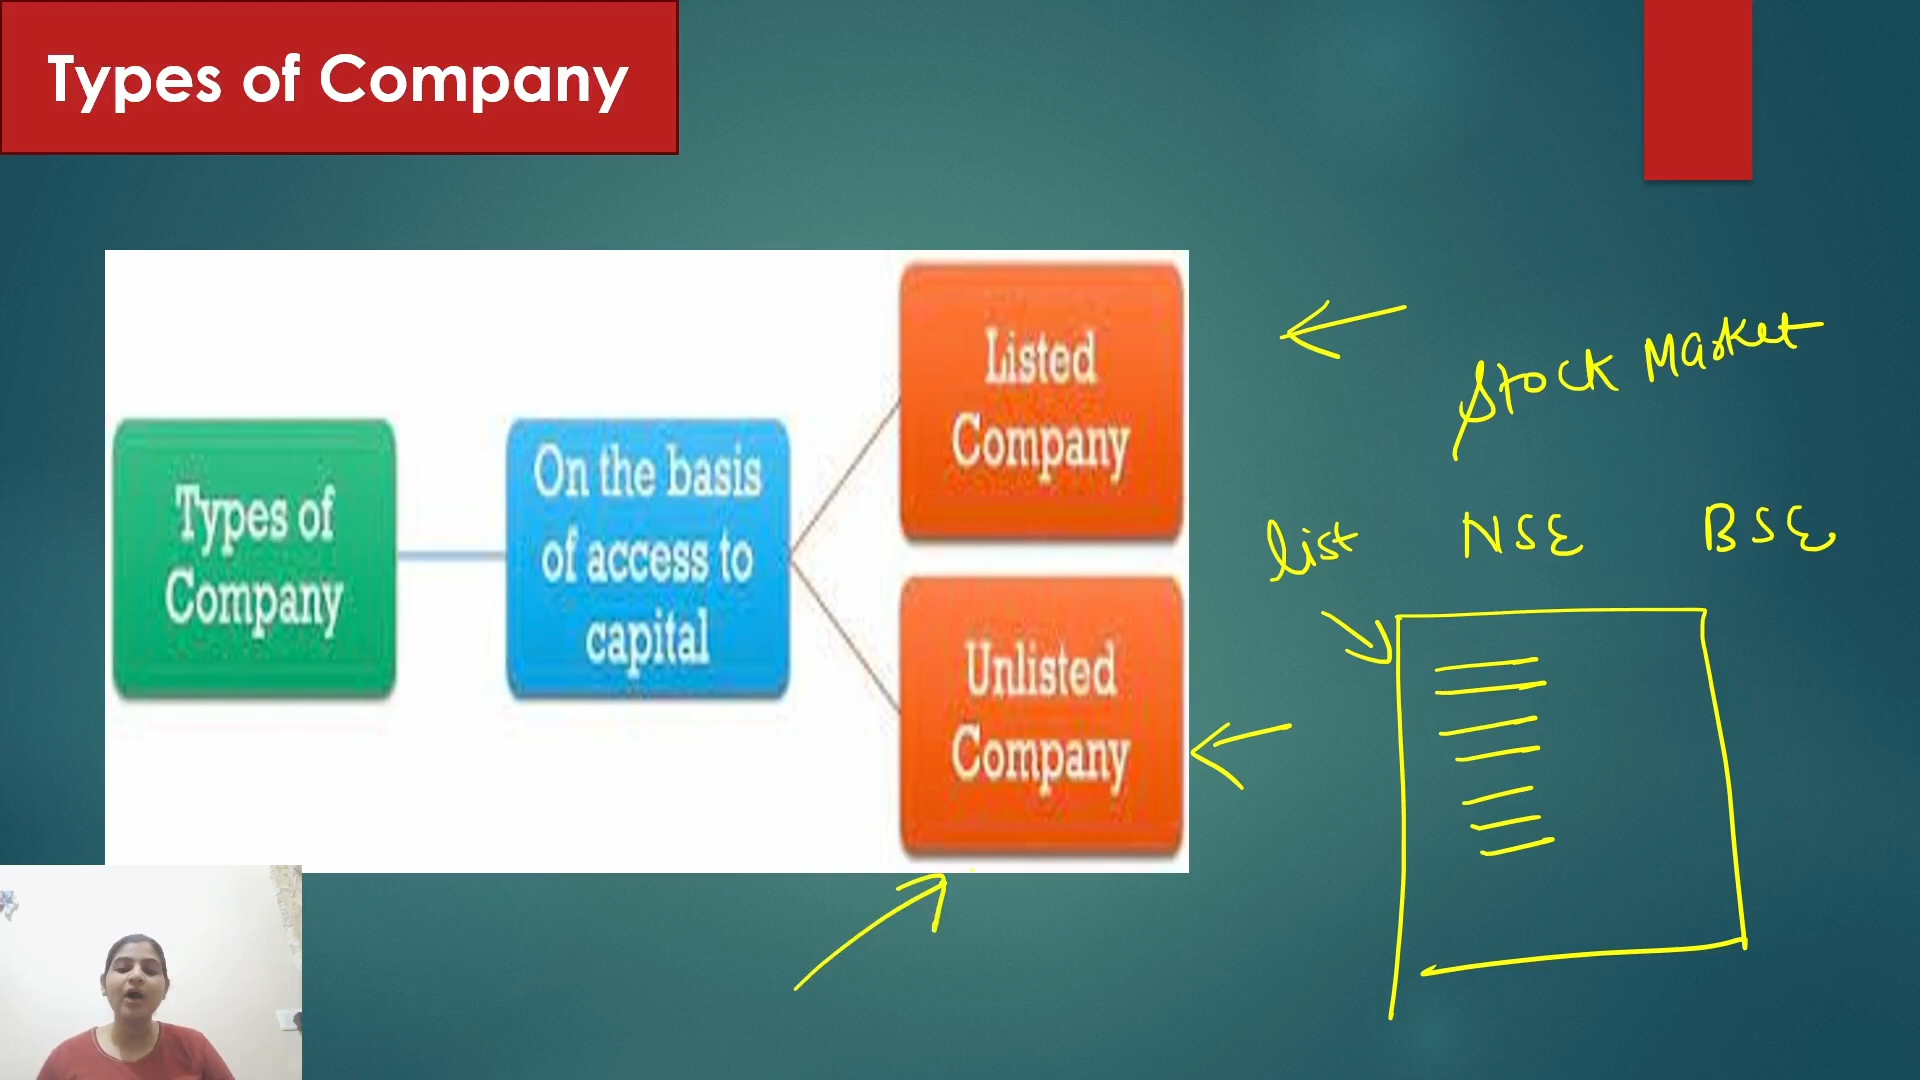 Types of Company
Types of
Company
On the basis
of access to
capital
Listed
Company
Unlisted
Company
Stock Market
list NSE BSE